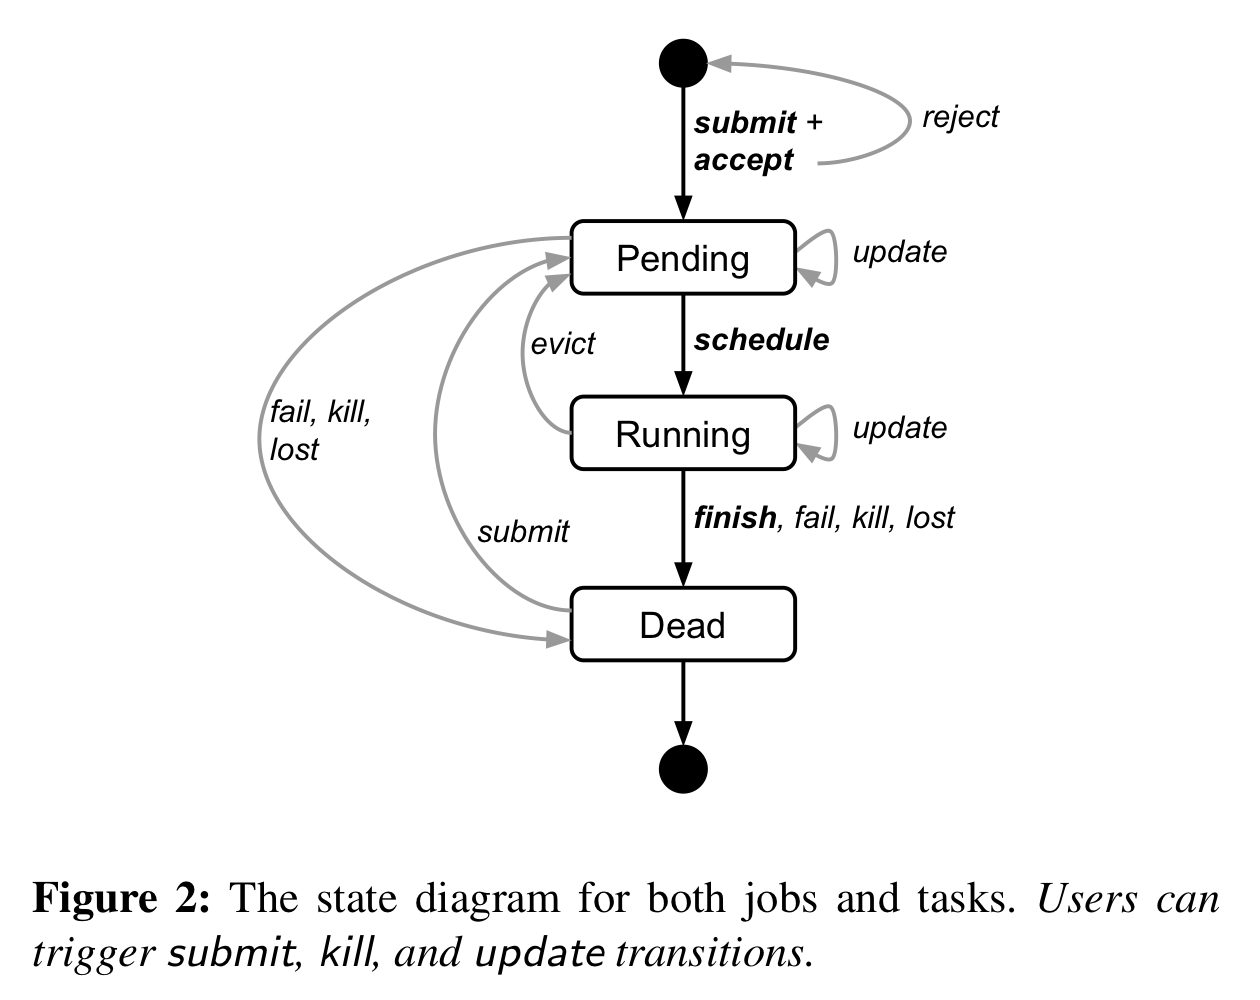 submit +
accept
reject
Pending
update
evict
schedule
fail, kill,
lost
Running
update
submit
finish, fail, kill, lost
Dead
Figure 2: The state diagram for both jobs and tasks. Users can
trigger submit, kill, and update transitions.